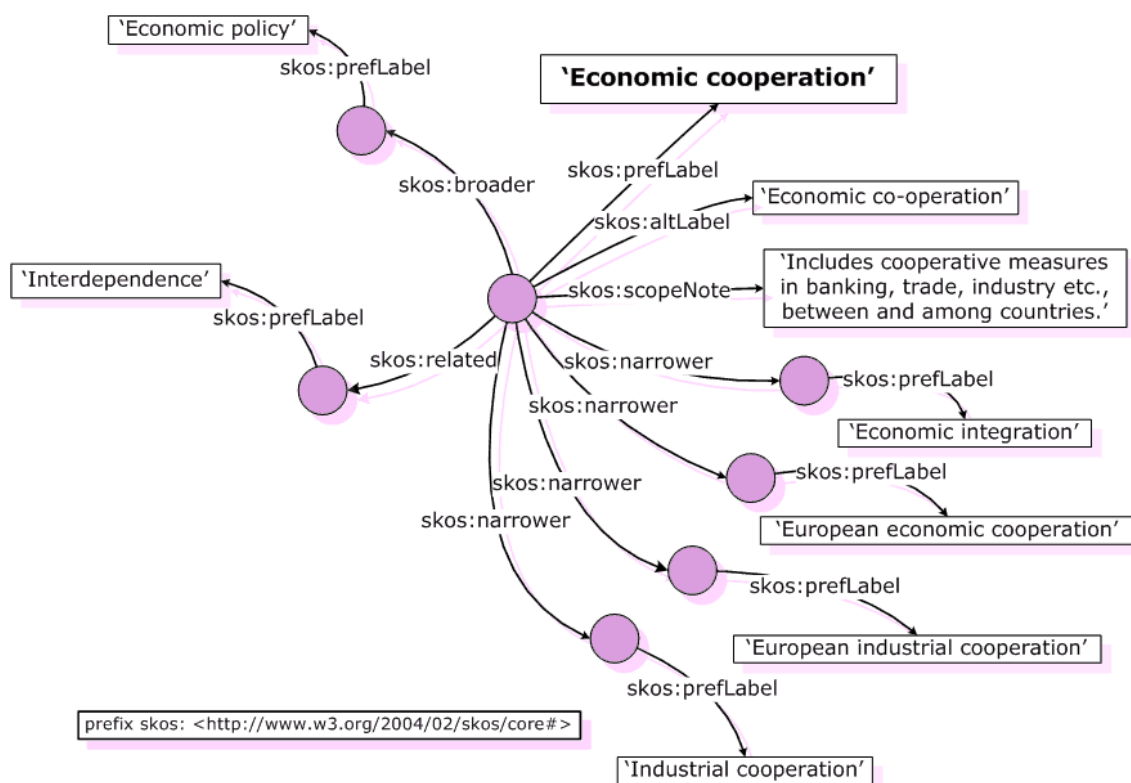 ‘Economic policy’
skos:prefLabel
‘Economic cooperation’
skos:prefLabel
skos:broader
‘Economic co-operation’
skos:altLabel
‘Interdependence’
‘Includes cooperative measures
in banking, trade, industry etc.,
between and among countries.’
skos:scopeNote
skos:prefLabel
skos:related
skos:narrower
skos:prefLabel
skos:narrower
‘Economic integration’
skos:prefLabel
skos:narrower
skos:narrower
‘European economic cooperation’
skos:prefLabel
‘European industrial cooperation’
skos:prefLabel
prefix skos: <http://www.w3.org/2004/02/skos/core#>
‘Industrial cooperation’